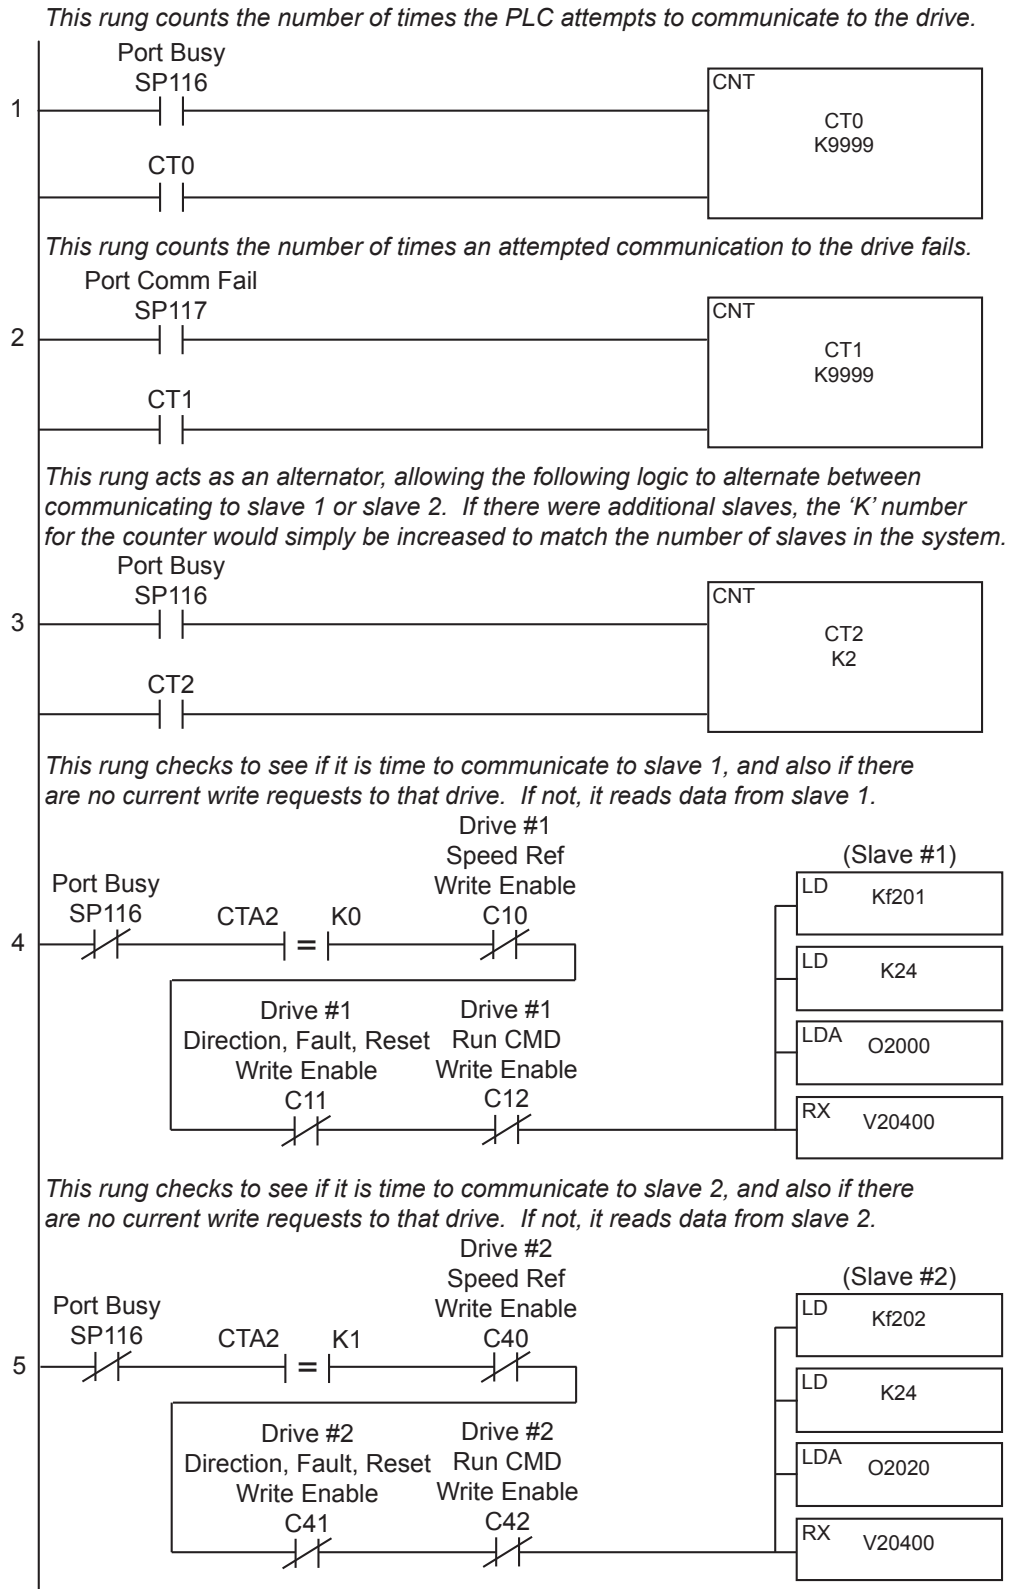 This rung counts the number of times the PLC attempts to communicate to the drive.
Port Busy
SP116
CNT
1
CT0
K9999
CT0
This rung counts the number of times an attempted communication to the drive fails.
Port Comm Fail
SP117
CNT
2
CT1
K9999
CT1
This rung acts as an alternator, allowing the following logic to alternate between
communicating to slave 1 or slave 2. If there were additional slaves, the ‘K’ number
for the counter would simply be increased to match the number of slaves in the system.
Port Busy
SP116
CNT
3
CT2
K2
CT2
This rung checks to see if it is time to communicate to slave 1, and also if there
are no current write requests to that drive. If not, it reads data from slave 1.
Drive #1
Speed Ref
Write Enable
C10
(Slave #1)
Port Busy
SP116
CTA2 = K0
4
LD Kf201
LD K24
LDA O2000
RX V20400
Drive #1
Direction, Fault, Reset
Write Enable
C11
Drive #1
Run CMD
Write Enable
C12
This rung checks to see if it is time to communicate to slave 2, and also if there
are no current write requests to that drive. If not, it reads data from slave 2.
Drive #2
Speed Ref
Write Enable
C40
(Slave #2)
Port Busy
SP116
CTA2 = K1
5
LD Kf202
LD K24
LDA O2020
RX V20400
Drive #2
Direction, Fault, Reset
Write Enable
C41
Drive #2
Run CMD
Write Enable
C42